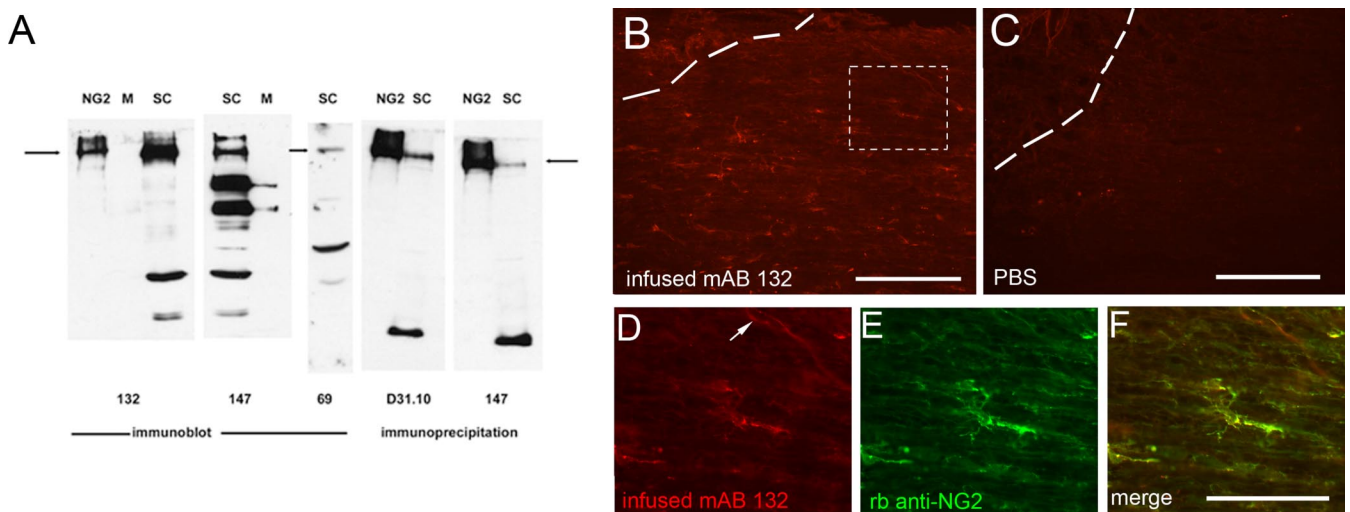 A
NG2 M SC SC M SC NG2 SC NG2 SC
132 147 69 D31.10 147
immunoblot immunoprecipitation
B
infused mAB 132
C
PBS
D
infused mAB 132
E
rb anti-NG2
F
merge